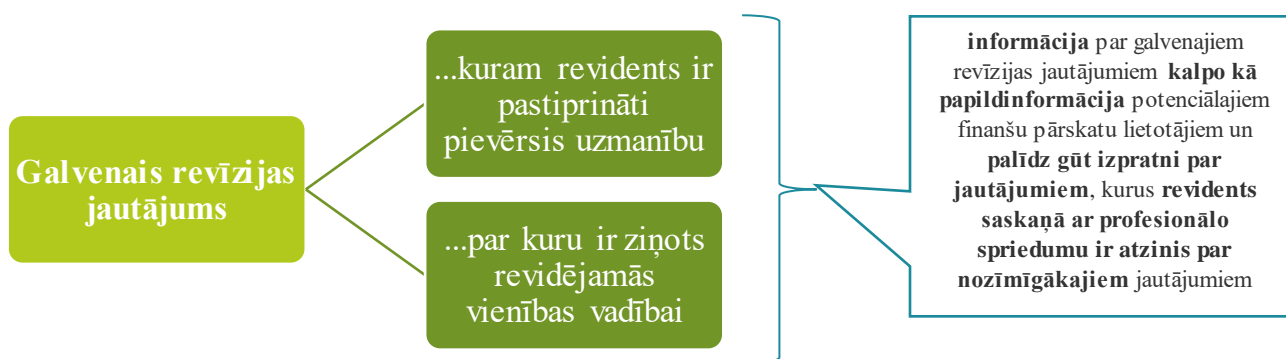 Galvenais revīzijas
jautājums
...kuram revidents ir
pastiprināti
pievērsis uzmanību
...par kuru ir ziņots
revidējamās
vienības vadībai
informācija par galvenajiem
revīzijas jautājumiem kalpo kā
papildinformācija potenciālajiem
finanšu pārskatu lietotājiem un
palīdz gūt izpratni par
jautājumiem, kurus revidents
saskaņā ar profesionālo
spriedumu ir atzinis par
nozīmīgākajiem jautājumiem